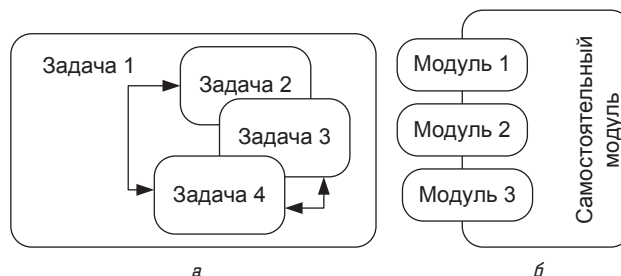 Задача 1
Задача 2
Задача 3
Задача 4
а
Модуль 1
Модуль 2
Модуль 3
Самостоятельный
модуль
б